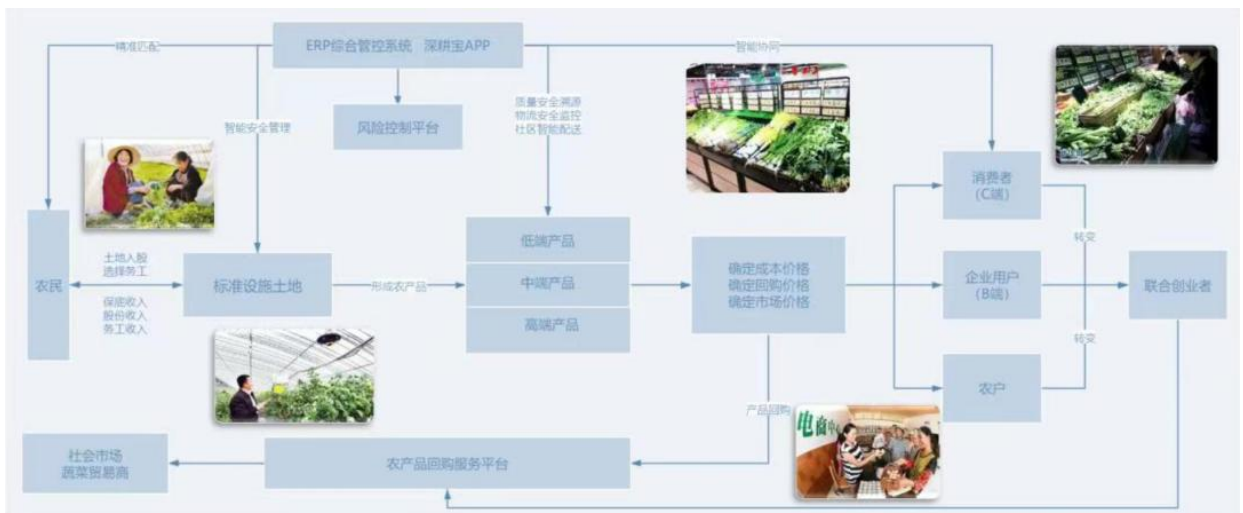 ERP综合管控系统 深耕宝APP
精准匹配
智能协同
质量安全溯源
物流安全监控
社区智能配送
风险控制平台
智能安全管理
消费者
(C端)
转变
低端产品
土地入股
选择务工
农民
标准设施土地
形成农产品
中端产品
确定成本价格
确定回购价格
确定市场价格
企业用户
(B端)
联合创业者
保底收入
股份收入
务工收入
高端产品
转变
农户
产品回购
电商中
社会市场
蔬菜贸易商
农产品回购服务平台